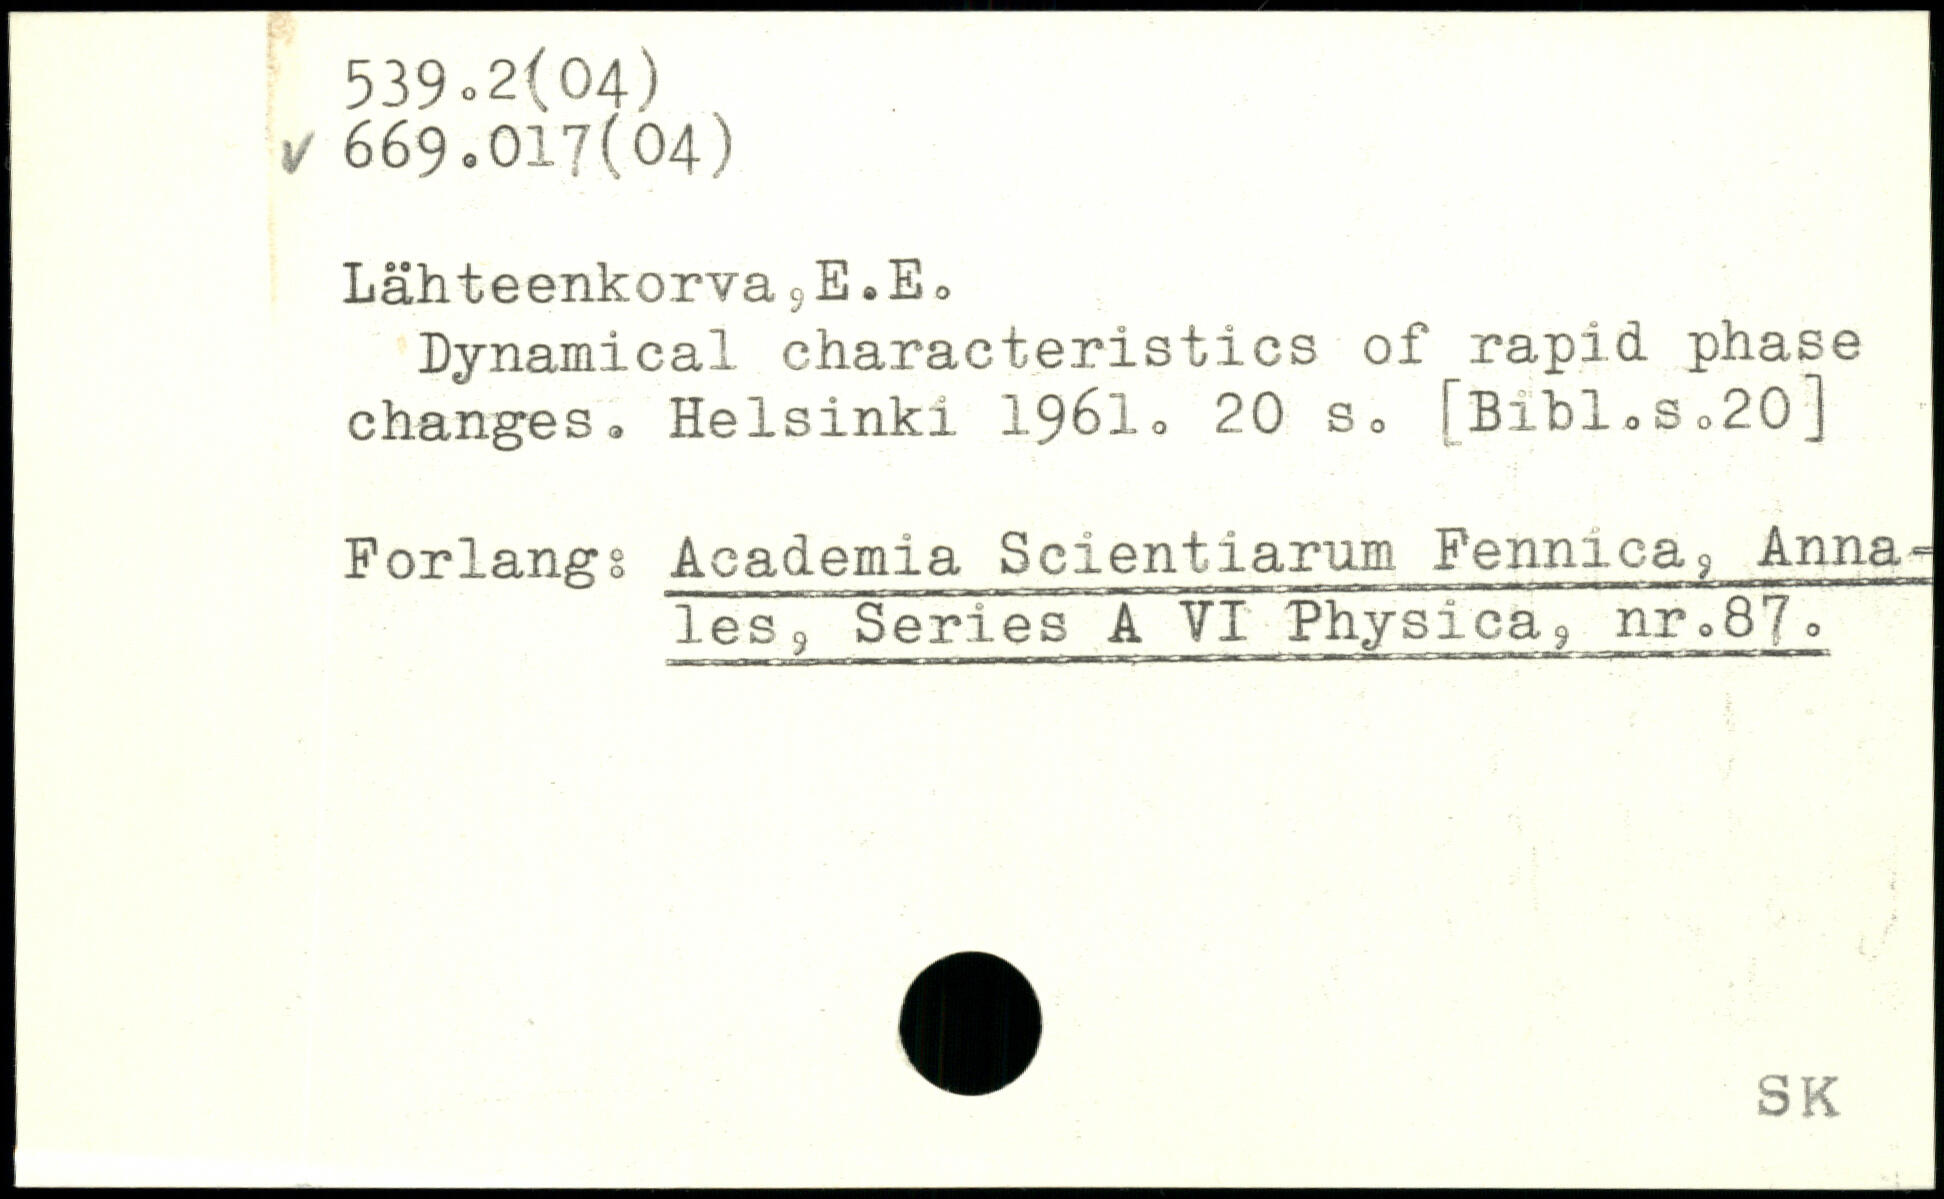 539.2(04)
v 669.017(04)
Lähteenkorva,E.E.
Dynamical characteristics of rapid phase
changes. Helsinki 1961. 20 s. [Bibl.s.20]
Forlang: Academia Scientiarum Fennica, Anna-
les, Series A VI Physica, nr.87.
SK